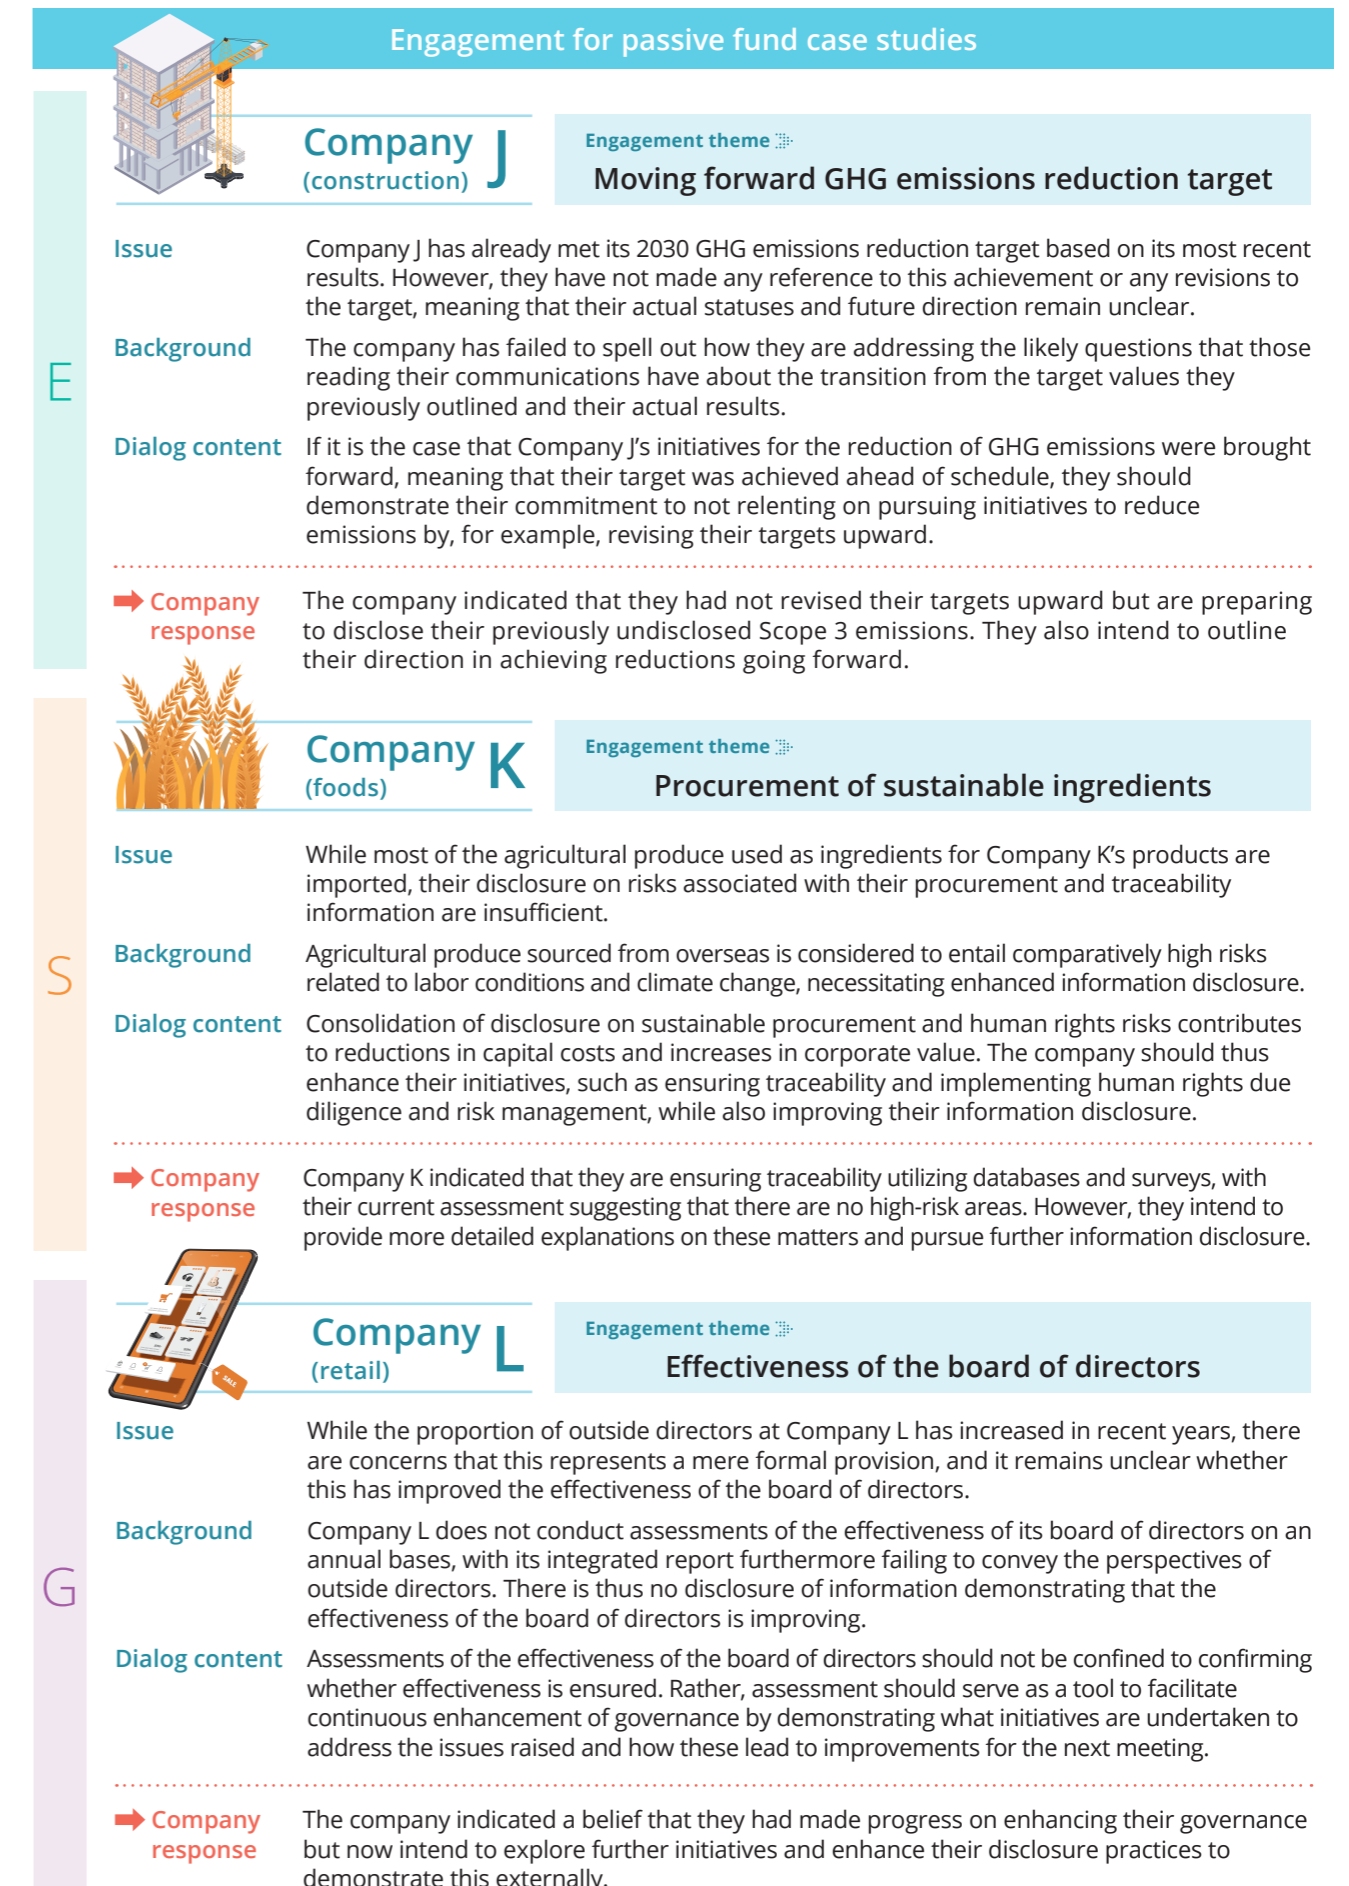 Engagement for passive fund case studies
E
Company J
(construction)
Engagement theme
Moving forward GHG emissions reduction target
Issue
Company J has already met its 2030 GHG emissions reduction target based on its most recent
results. However, they have not made any reference to this achievement or any revisions to
the target, meaning that their actual statuses and future direction remain unclear.
Background
The company has failed to spell out how they are addressing the likely questions that those
reading their communications have about the transition from the target values they
previously outlined and their actual results.
Dialog content
If it is the case that Company J’s initiatives for the reduction of GHG emissions were brought
forward, meaning that their target was achieved ahead of schedule, they should
demonstrate their commitment to not relenting on pursuing initiatives to reduce
emissions by, for example, revising their targets upward.
Company
response
The company indicated that they had not revised their targets upward but are preparing
to disclose their previously undisclosed Scope 3 emissions. They also intend to outline
their direction in achieving reductions going forward.
S
Company K
(foods)
Engagement theme
Procurement of sustainable ingredients
Issue
While most of the agricultural produce used as ingredients for Company K’s products are
imported, their disclosure on risks associated with their procurement and traceability
information are insufficient.
Background
Agricultural produce sourced from overseas is considered to entail comparatively high risks
related to labor conditions and climate change, necessitating enhanced information disclosure.
Dialog content
Consolidation of disclosure on sustainable procurement and human rights risks contributes
to reductions in capital costs and increases in corporate value. The company should thus
enhance their initiatives, such as ensuring traceability and implementing human rights due
diligence and risk management, while also improving their information disclosure.
Company
response
Company K indicated that they are ensuring traceability utilizing databases and surveys, with
their current assessment suggesting that there are no high-risk areas. However, they intend to
provide more detailed explanations on these matters and pursue further information disclosure.
G
SALE
Company L
(retail)
Engagement theme
Effectiveness of the board of directors
Issue
While the proportion of outside directors at Company L has increased in recent years, there
are concerns that this represents a mere formal provision, and it remains unclear whether
this has improved the effectiveness of the board of directors.
Background
Company L does not conduct assessments of the effectiveness of its board of directors on an
annual bases, with its integrated report furthermore failing to convey the perspectives of
outside directors. There is thus no disclosure of information demonstrating that the
effectiveness of the board of directors is improving.
Dialog content
Assessments of the effectiveness of the board of directors should not be confined to confirming
whether effectiveness is ensured. Rather, assessment should serve as a tool to facilitate
continuous enhancement of governance by demonstrating what initiatives are undertaken to
address the issues raised and how these lead to improvements for the next meeting.
Company
response
The company indicated a belief that they had made progress on enhancing their governance
but now intend to explore further initiatives and enhance their disclosure practices to
demonstrate this externally.